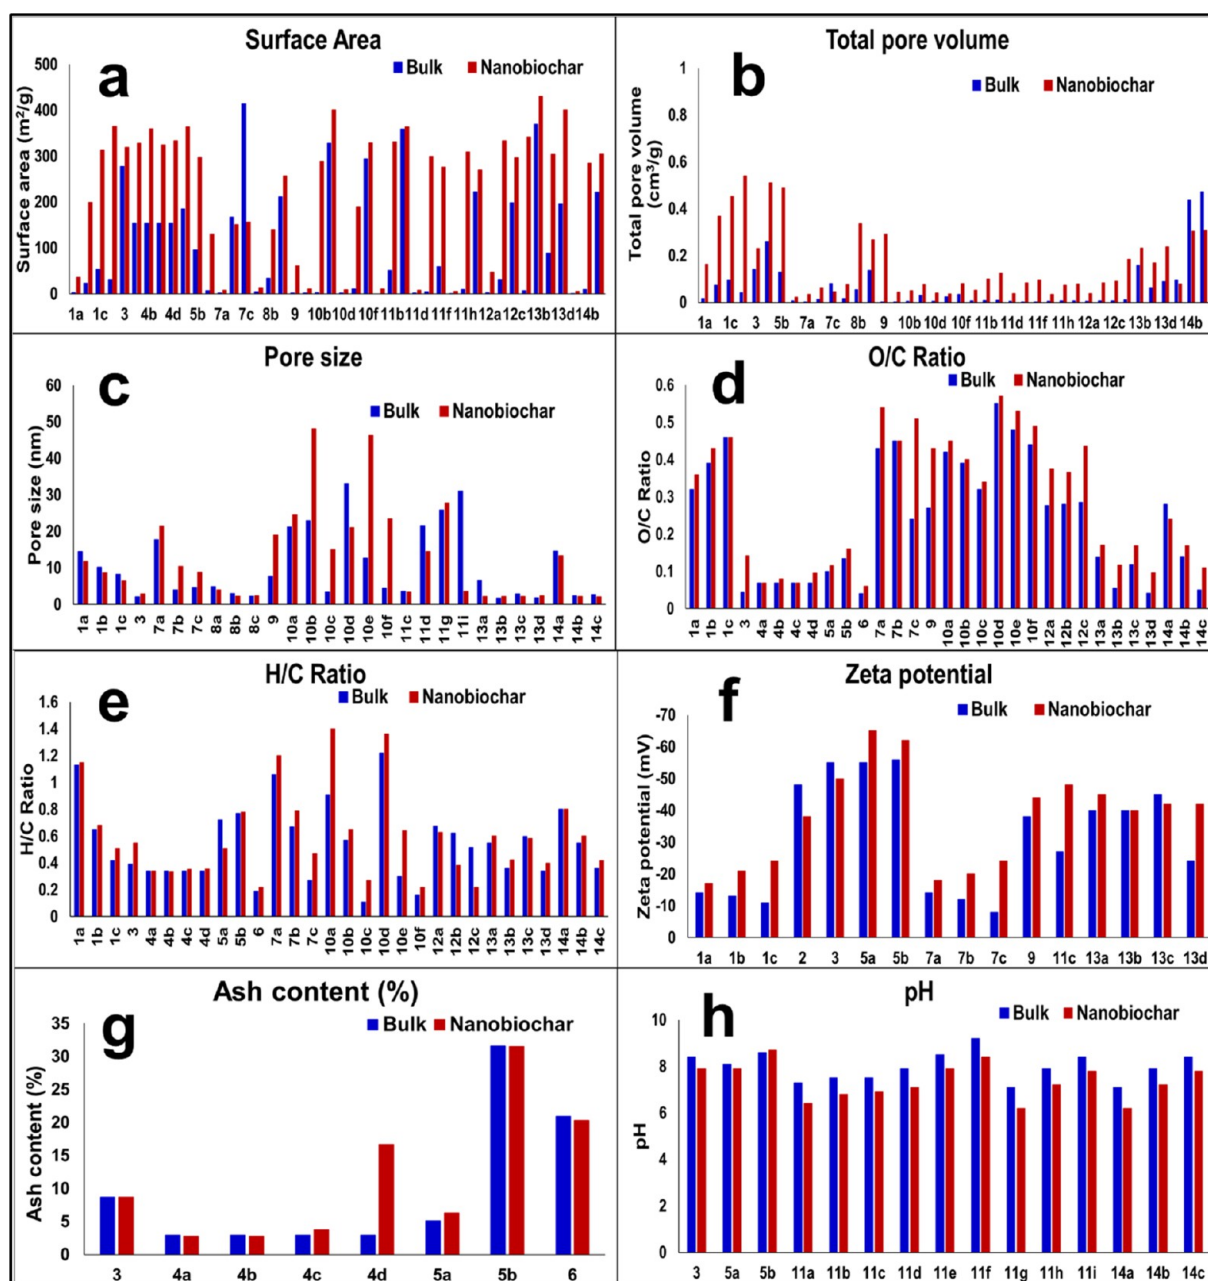 Surface Area
a
Bulk Nanobiochar
Surface area (m²/g)
500
400
300
200
100
0
1a 1c 3 4b 4d 5b 7a 7c 8b 9 10b 10d 10f 11b 11d 11f 11h 12a 12c 13b 13d 14b
Total pore volume
b
Bulk Nanobiochar
Total pore volume
(cm³/g)
1
0.8
0.6
0.4
0.2
0
1a 1c 3 5b 7a 7c 8b 9 10b 10d 10f 11b 11d 11f 11h 12a 12c 13b 13d 14b
Pore size
c
Bulk Nanobiochar
Pore size (nm)
60
50
40
30
20
10
0
1a 1b 1c 3 7a 7b 7c 8a 8b 8c 9 10a 10b 10c 10d 10e 10f 11c 11d 11g 11i 13a 13b 13c 13d 14a 14b 14c
O/C Ratio
d
Bulk Nanobiochar
O/C Ratio
0.6
0.5
0.4
0.3
0.2
0.1
0
1a 1b 1c 3 4a 4b 4c 4d 5a 5b 6 7a 7b 7c 9 10a 10b 10c 10d 10e 10f 12a 12b 12c 13a 13b 13c 13d 14a 14b 14c
H/C Ratio
e
Bulk Nanobiochar
H/C Ratio
1.6
1.4
1.2
1
0.8
0.6
0.4
0.2
0
1a 1b 1c 3 4a 4b 4c 4d 5a 5b 6 7a 7b 7c 10a 10b 10c 10d 10e 10f 12a 12b 12c 13a 13b 13c 13d 14a 14b 14c
Zeta potential
f
Bulk Nanobiochar
Zeta potential (mV)
-70
-60
-50
-40
-30
-20
-10
0
1a 1b 1c 2 3 5a 5b 7a 7b 7c 9 11c 13a 13b 13c 13d
Ash content (%)
g
Bulk Nanobiochar
Ash content (%)
35
30
25
20
15
10
5
0
3 4a 4b 4c 4d 5a 5b 6
pH
h
Bulk Nanobiochar
pH
10
8
6
4
2
0
3 5a 5b 11a 11b 11c 11d 11e 11f 11g 11h 11i 14a 14b 14c